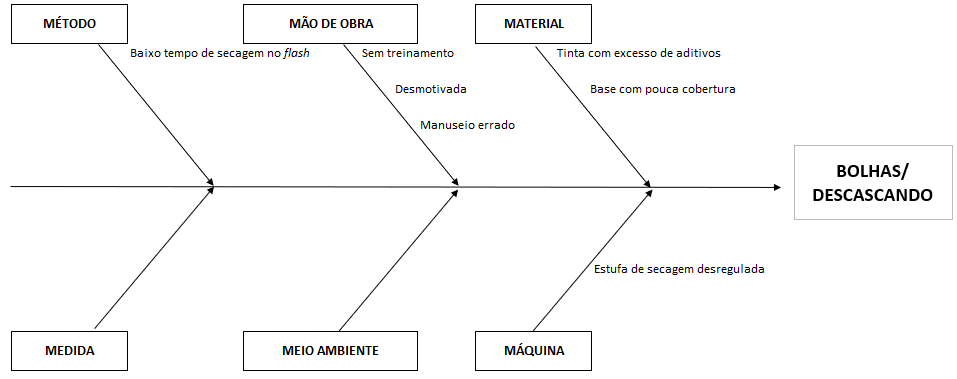 MÉTODO
MÃO DE OBRA
MATERIAL
Baixo tempo de secagem no flash
Sem treinamento
Tinta com excesso de aditivos
Desmotivada
Base com pouca cobertura
Manuseio errado
BOLHAS/
DESCASCANDO
Estufa de secagem desregulada
MEDIDA
MEIO AMBIENTE
MÁQUINA